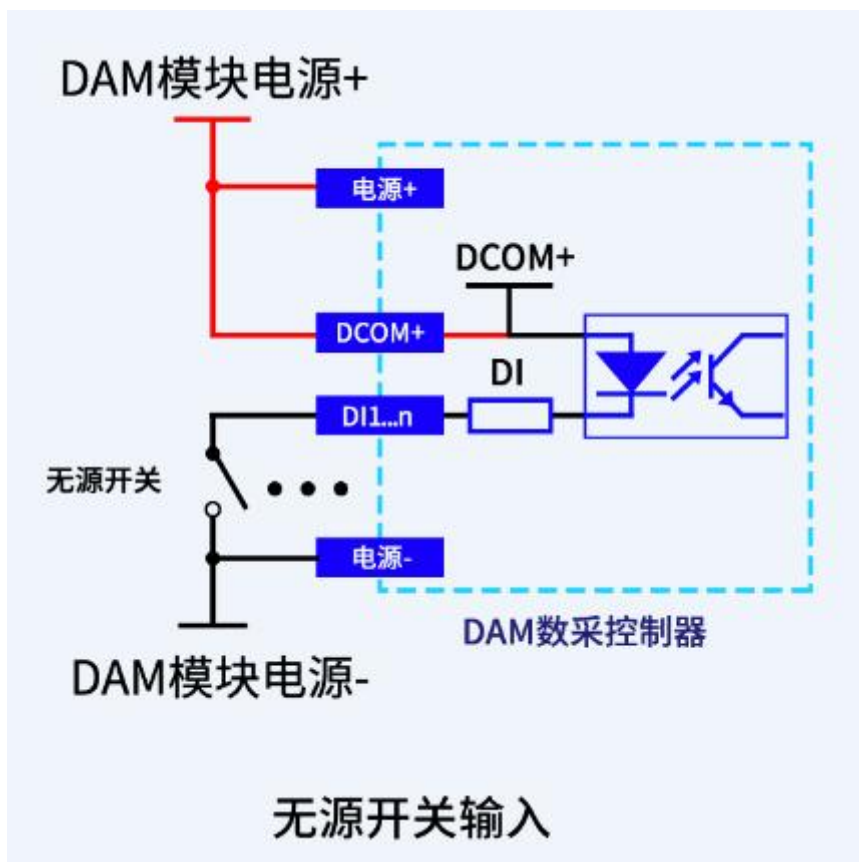 DAM模块电源+
电源+
DCOM+
DCOM+
DI
DI1...n
无源开关
电源-
DAM数采控制器
DAM模块电源-
无源开关输入